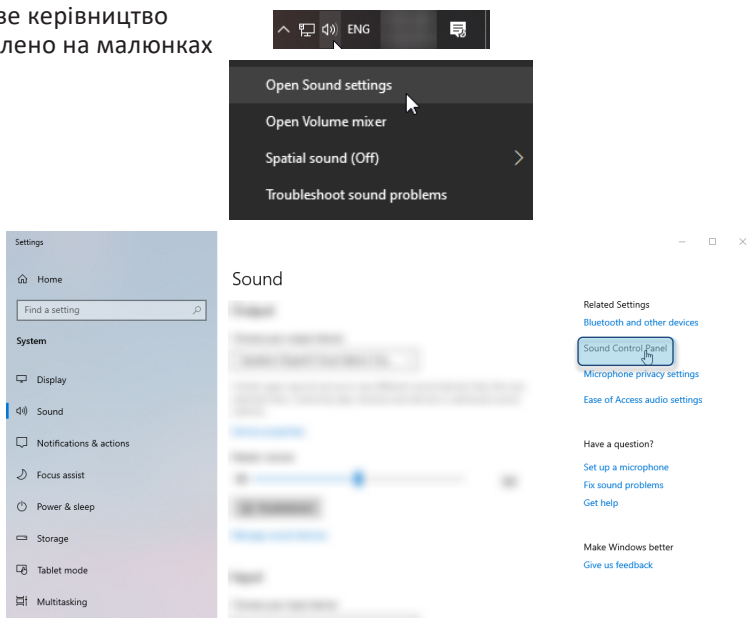 ве керівництво
лено на малюнках
ENG
Open Sound settings
Open Volume mixer
Spatial sound (Off)
Troubleshoot sound problems
Settings
Home
Find a setting
System
Display
Sound
Notifications & actions
Focus assist
Power & sleep
Storage
Tablet mode
Multitasking
Sound
Related Settings
Bluetooth and other devices
Sound Control Panel
Microphone privacy settings
Ease of Access audio settings
Have a question?
Set up a microphone
Fix sound problems
Get help
Make Windows better
Give us feedback